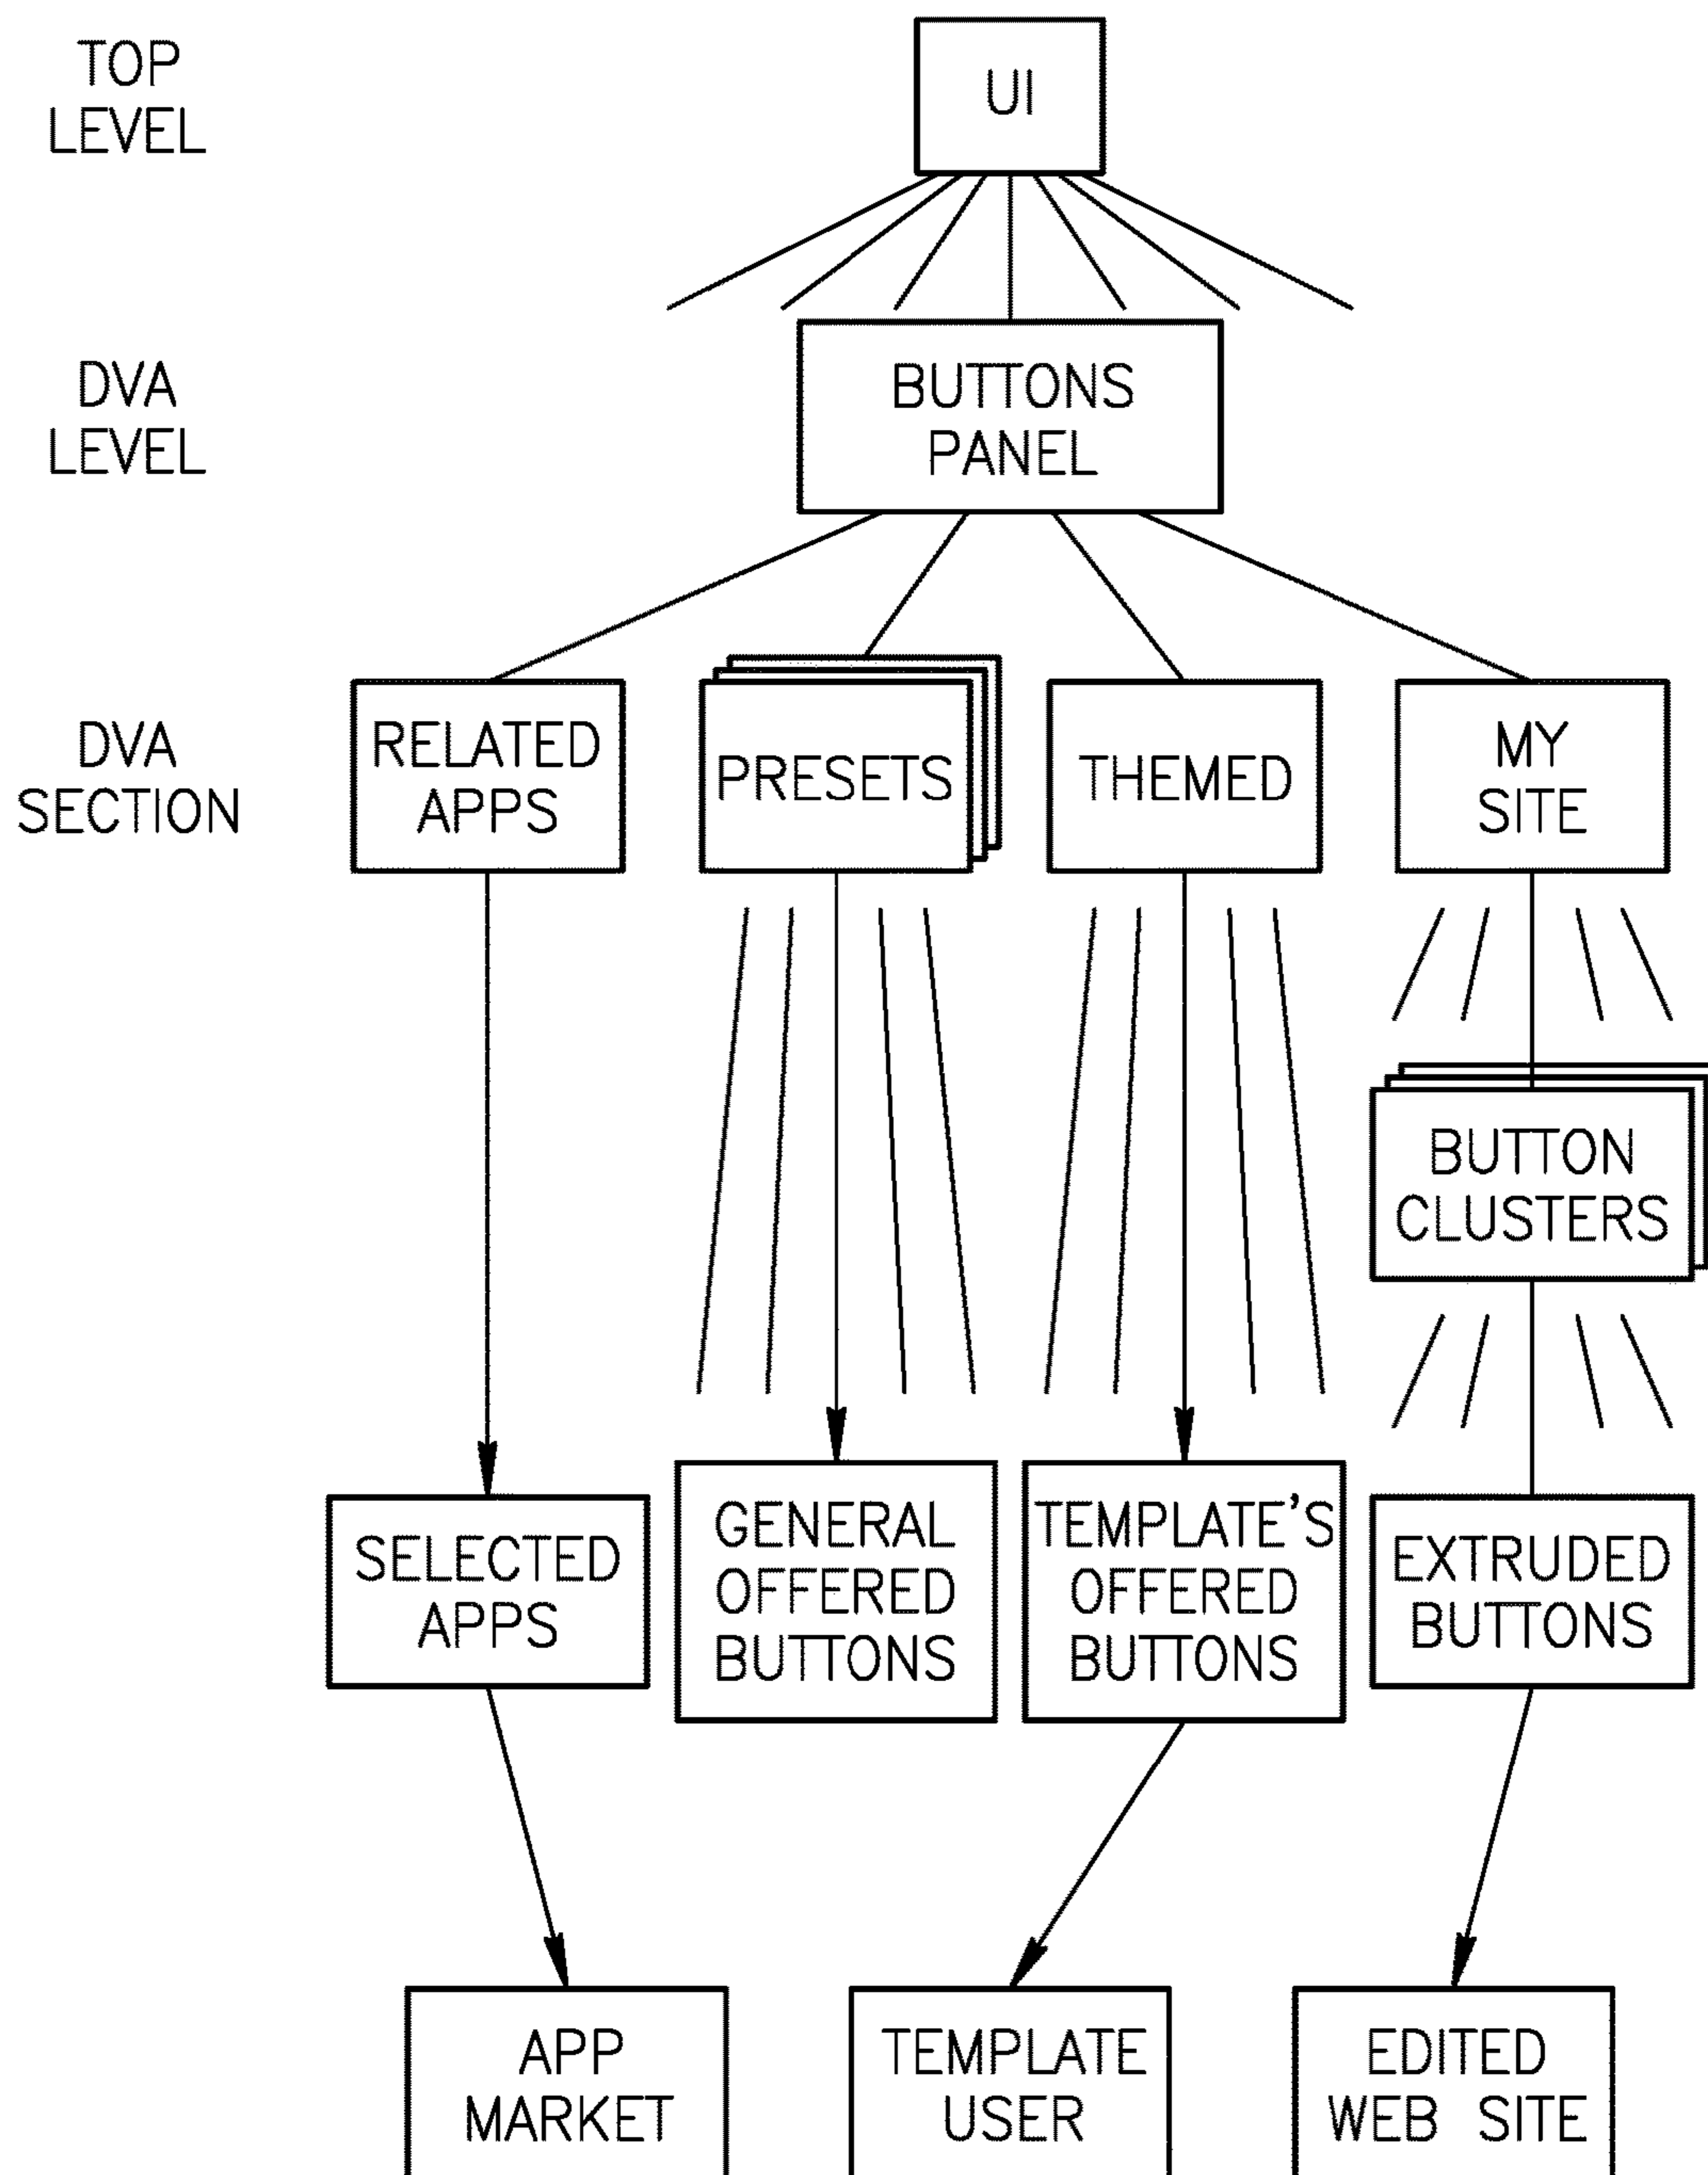 TOP
LEVEL
UI
DVA
LEVEL
BUTTONS
PANEL
DVA
SECTION
RELATED
APPS
PRESETS
THEMED
MY
SITE
BUTTON
CLUSTERS
SELECTED
APPS
GENERAL
OFFERED
BUTTONS
TEMPLATE'S
OFFERED
BUTTONS
EXTRUDED
BUTTONS
APP
MARKET
TEMPLATE
USER
EDITED
WEB SITE